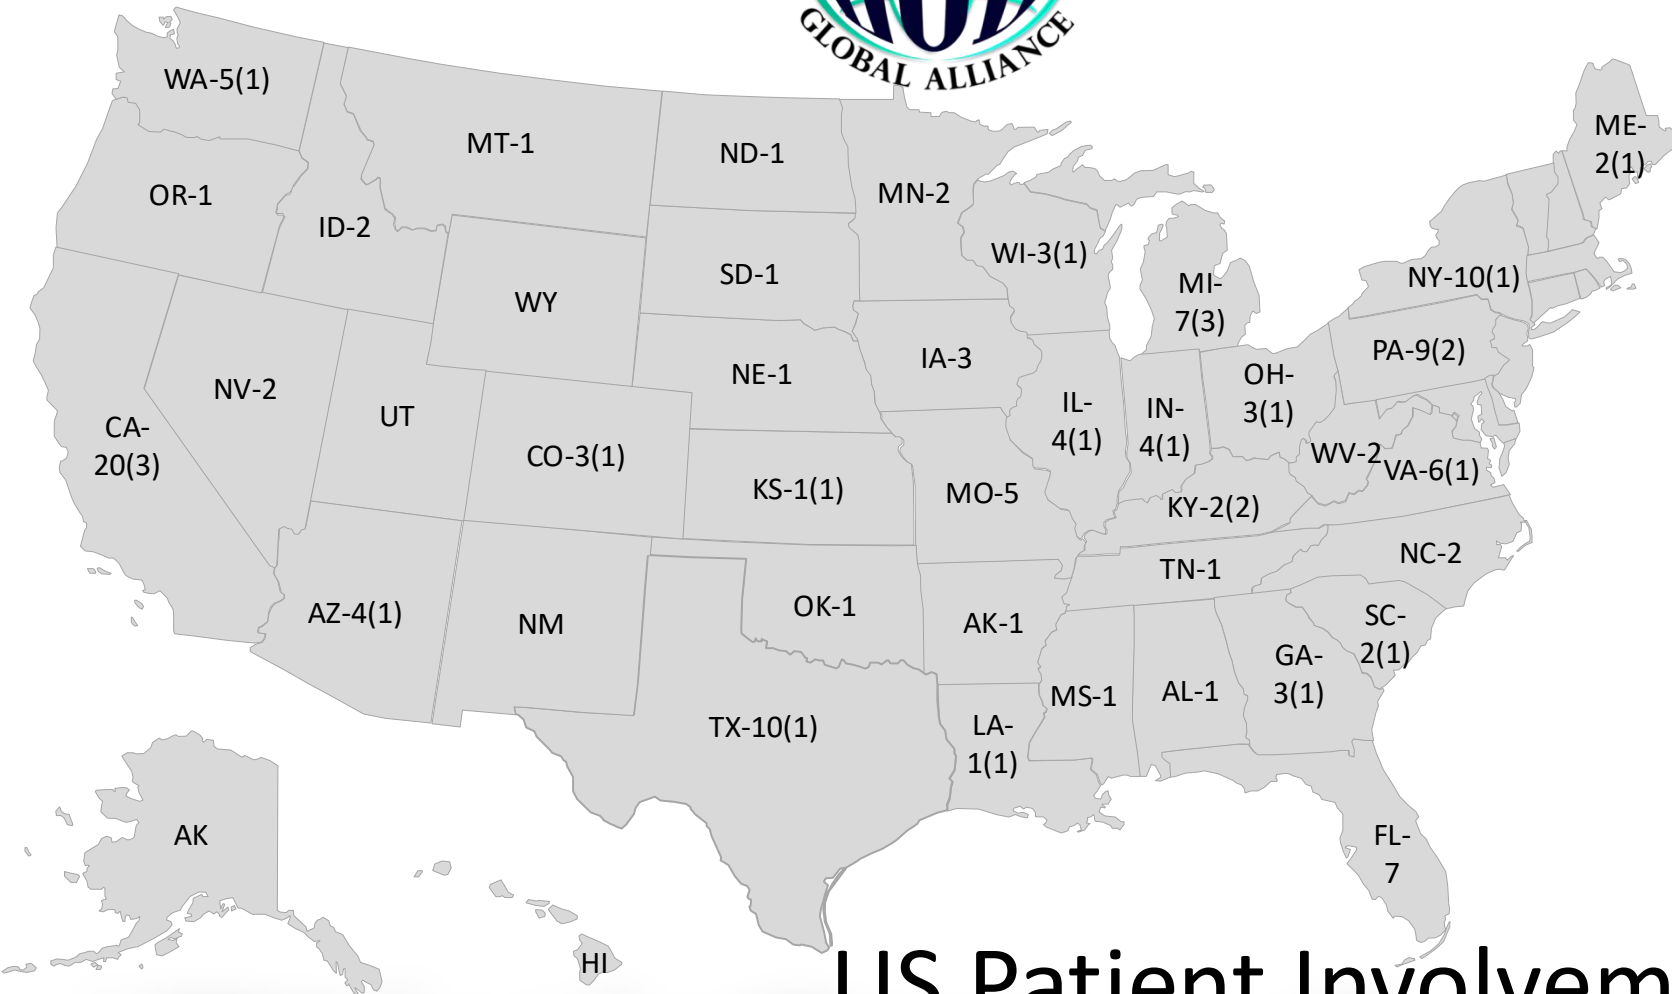 GLOBAL ALLIANCE
WA-5(1)
MT-1
ND-1
ME-
2(1)
OR-1
ID-2
MN-2
WI-3(1)
SD-1
NY-10(1)
MI-
7(3)
WY
PA-9(2)
IA-3
NE-1
OH-
3(1)
NV-2
UT
IL-
4(1)
IN-
4(1)
CA-
20(3)
CO-3(1)
WV-2
VA-6(1)
KS-1(1)
MO-5
KY-2(2)
NC-2
TN-1
AZ-4(1)
NM
OK-1
AK-1
SC-
2(1)
GA-
3(1)
MS-1
AL-1
TX-10(1)
LA-
1(1)
AK
FL-
7
HI
US Patient Involvem